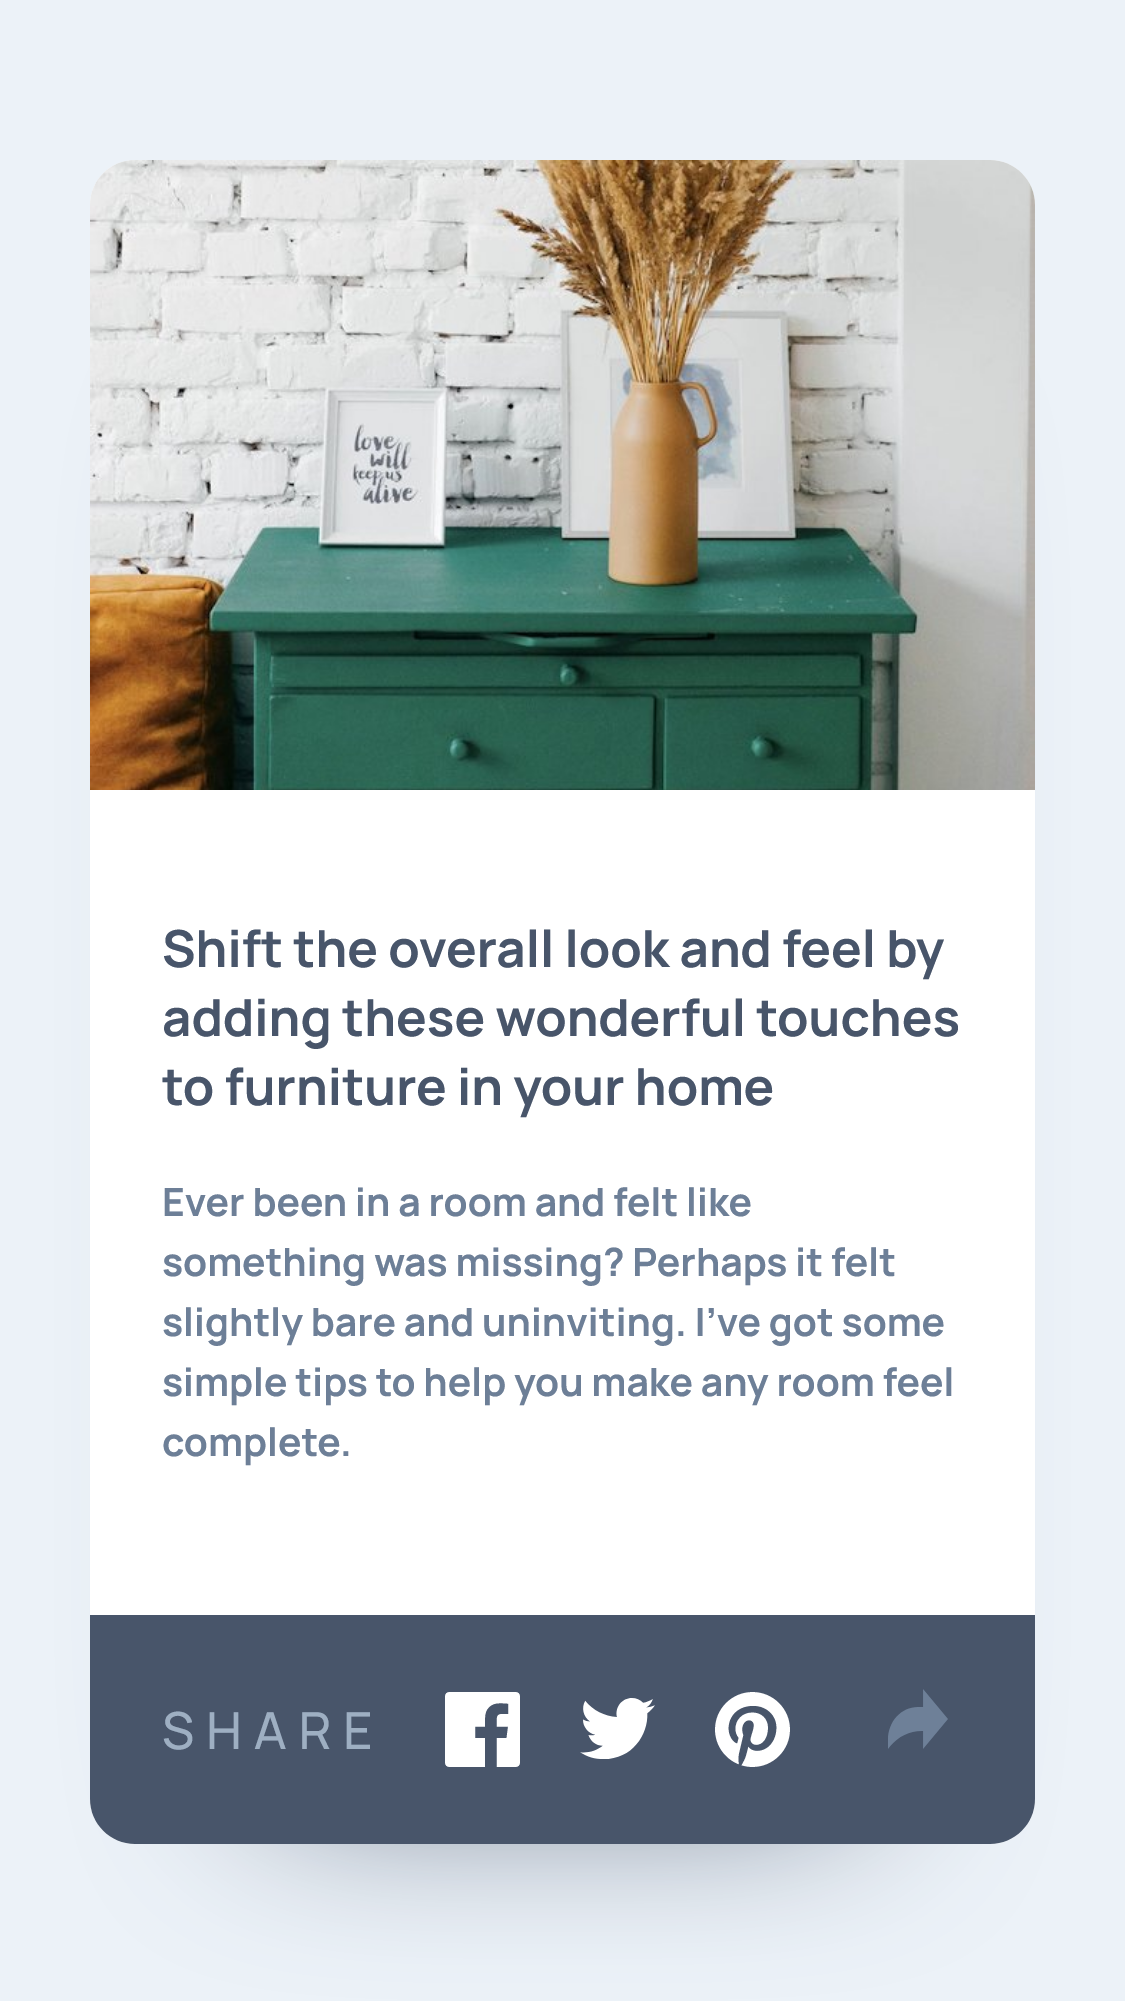 love
will
keep us
alive
Shift the overall look and feel by
adding these wonderful touches
to furniture in your home
Ever been in a room and felt like
something was missing? Perhaps it felt
slightly bare and uninviting. I’ve got some
simple tips to help you make any room feel
complete.
SHARE